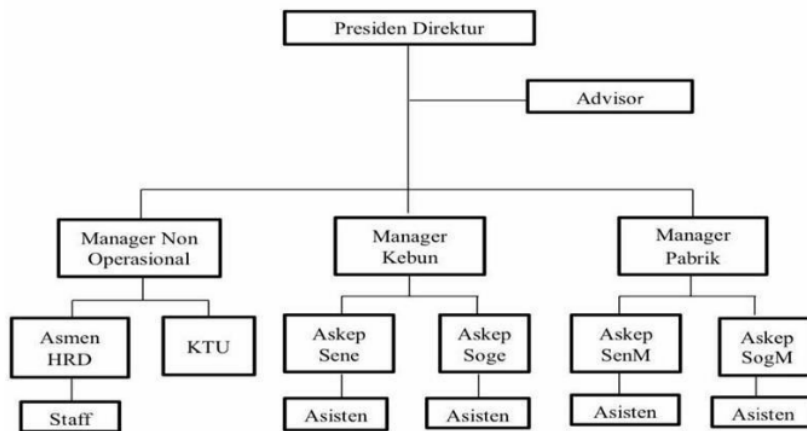 Presiden Direktur
Advisor
Manager Non
Operasional
Manager
Kebun
Manager
Pabrik
Asmen
HRD
KTU
Askep
Sene
Askep
Soge
Askep
SenM
Askep
SogM
Staff
Asisten
Asisten
Asisten
Asisten